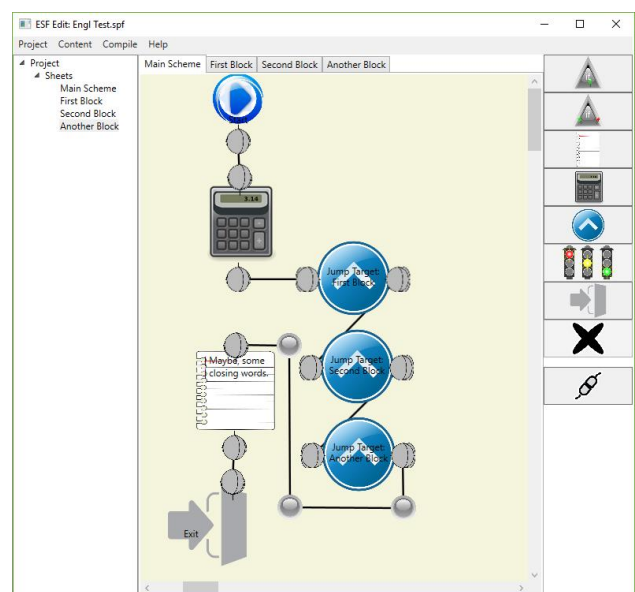 ESF Edit: Engl Test.spf
Project Content Compile Help
Project
Sheets
Main Scheme
First Block
Second Block
Another Block
Main Scheme First Block Second Block Another Block
Start
3.14
Jump Target:
First Block
Maybe, some
closing words.
Jump Target:
Second Block
Jump Target:
Another Block
Exit